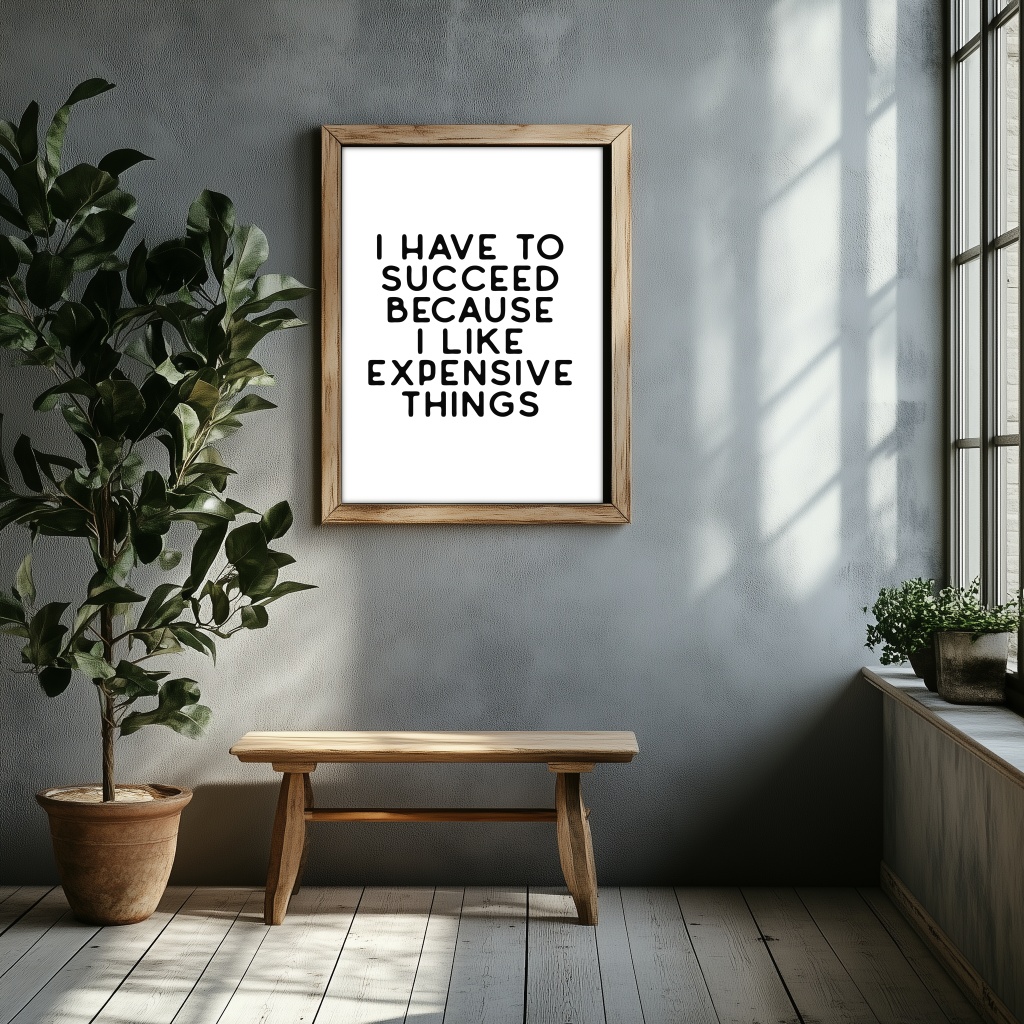 I HAVE TO
SUCCEED
BECAUSE
I LIKE
EXPENSIVE
THINGS